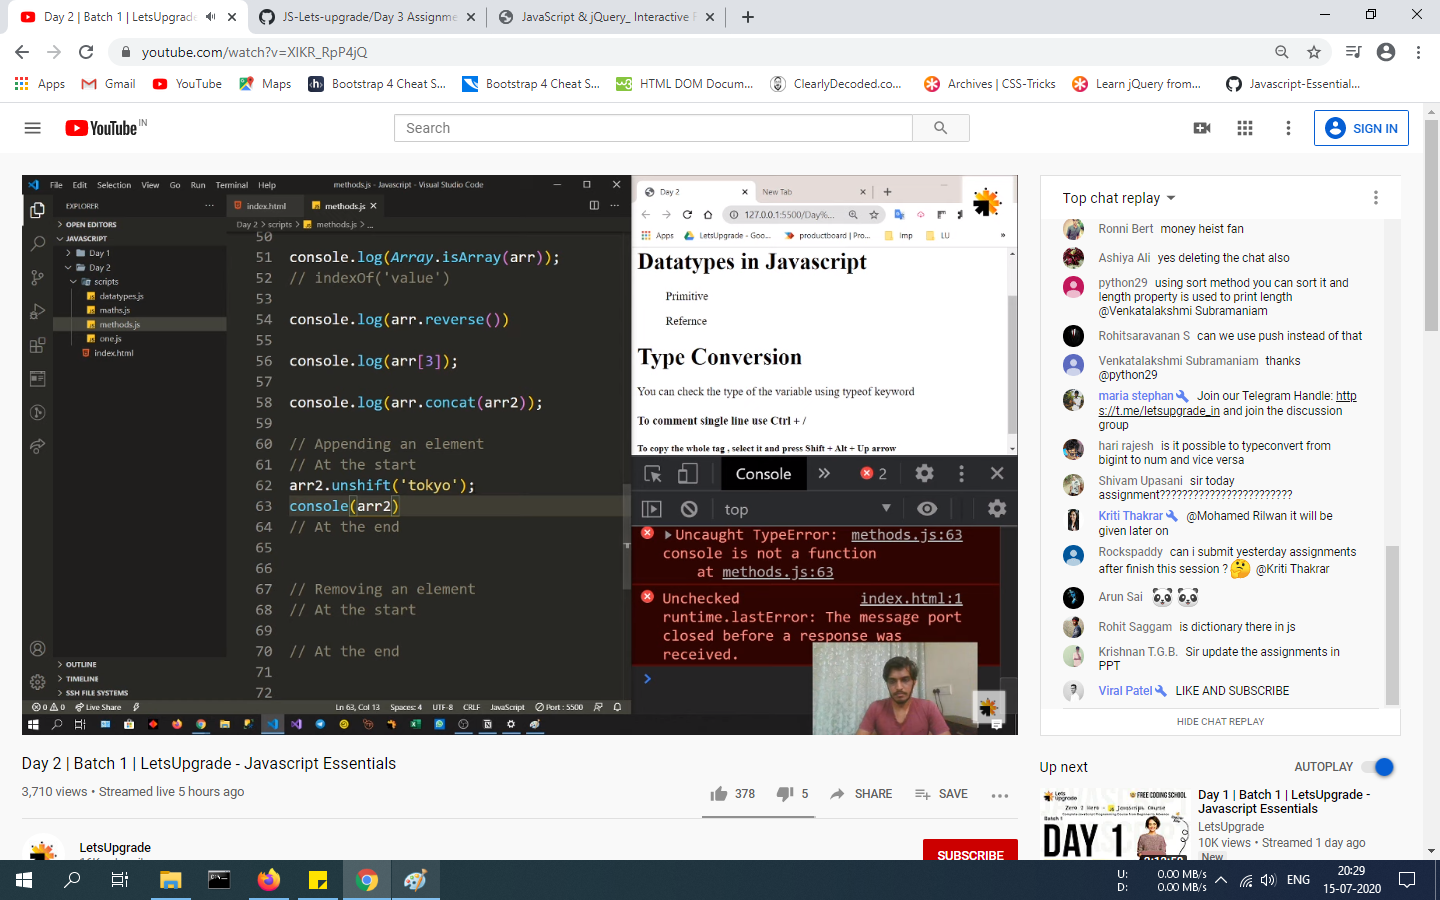 Day 2 | Batch 1 | LetsUpgrade
JS-Lets-upgrade/Day 3 Assignme
JavaScript & jQuery_ Interactive F
youtube.com/watch?v=XIKR_RpP4jQ
Apps
Gmail
YouTube
Maps
Bootstrap 4 Cheat S...
Bootstrap 4 Cheat S...
HTML DOM Docum...
ClearlyDecoded.co...
Archives | CSS-Tricks
Learn jQuery from...
Javascript-Essential...
YouTube IN
Search
SIGN IN
File Edit Selection View Go Run Terminal Help
methods.js - Javascript - Visual Studio Code
EXPLORER
OPEN EDITORS
JAVASCRIPT
Day 1
Day 2
scripts
datatypes.js
maths.js
methods.js
one.js
index.html
OUTLINE
TIMELINE
SSH FILE SYSTEMS
index.html
methods.js
Day 2 > scripts > methods.js > ...
50
51 console.log(Array.isArray(arr));
52 // indexOf('value')
53
54 console.log(arr.reverse())
55
56 console.log(arr[3]);
57
58 console.log(arr.concat(arr2));
59
60 // Appending an element
61 // At the start
62 arr2.unshift('tokyo');
63 console(arr2)
64 // At the end
65
66
67 // Removing an element
68 // At the start
69
70 // At the end
71
72
0 0 Live Share
Ln 63, Col 13 Spaces: 4 UTF-8 CRLF JavaScript Port : 5500
Day 2
New Tab
127.0.0.1:5500/Day%...
Apps
LetsUpgrade - Goo...
productboard | Pro...
Imp
LU
»
Datatypes in Javascript
Primitive
Refernce
Type Conversion
You can check the type of the variable using typeof keyword
To comment single line use Ctrl + /
To copy the whole tag , select it and press Shift + Alt + Up arrow
Console
2
top
Uncaught TypeError: methods.js:63
console is not a function
at methods.js:63
Unchecked index.html:1
runtime.lastError: The message port
closed before a response was
received.
Top chat replay
Ronni Bert money heist fan
Ashiya Ali yes deleting the chat also
python29 using sort method you can sort it and
length property is used to print length
@Venkatalakshmi Subramaniam
Rohitsaravanan S can we use push instead of that
Venkatalakshmi Subramaniam thanks
@python29
maria stephan Join our Telegram Handle: http
s://t.me/letsupgrade_in and join the discussion
group
hari rajesh is it possible to typeconvert from
bigint to num and vice versa
Shivam Upasani sir today
assignment????????????????????????
Kriti Thakrar @Mohamed Rilwan it will be
given later on
Rockspaddy can i submit yesterday assignments
after finish this session ? @Kriti Thakrar
Arun Sai
Rohit Saggam is dictionary there in js
Krishnan T.G.B. Sir update the assignments in
PPT
Viral Patel LIKE AND SUBSCRIBE
HIDE CHAT REPLAY
Day 2 | Batch 1 | LetsUpgrade - Javascript Essentials
3,710 views • Streamed live 5 hours ago
378
5
SHARE
SAVE
LetsUpgrade
SUBSCRIBE
Up next
AUTOPLAY
Lets Upgrade
FREE CODING SCHOOL
Zero 2 Hero - Javascript Course
Batch 1
DAY 1
Day 1 | Batch 1 | LetsUpgrade -
Javascript Essentials
LetsUpgrade
10K views • Streamed 1 day ago
New
U: 0.00 MB/s
D: 0.00 MB/s
ENG
20:29
15-07-2020